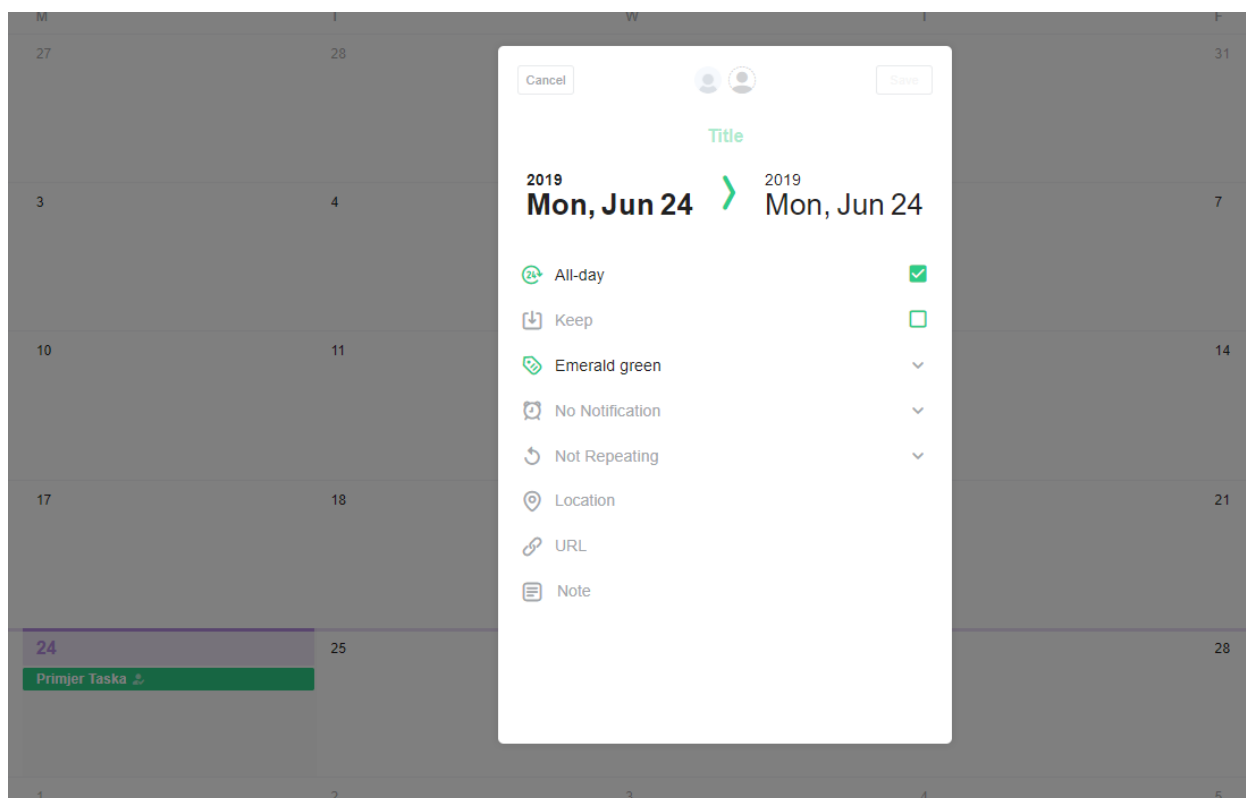 M T W T F
27 28 31
Cancel Save
Title
2019 2019
Mon, Jun 24 Mon, Jun 24
3 4 7
24 All-day
Keep
10 11 14
Emerald green
No Notification
Not Repeating
17 18 21
Location
URL
Note
24 25 28
Primjer Taska
1 2 3 4 5